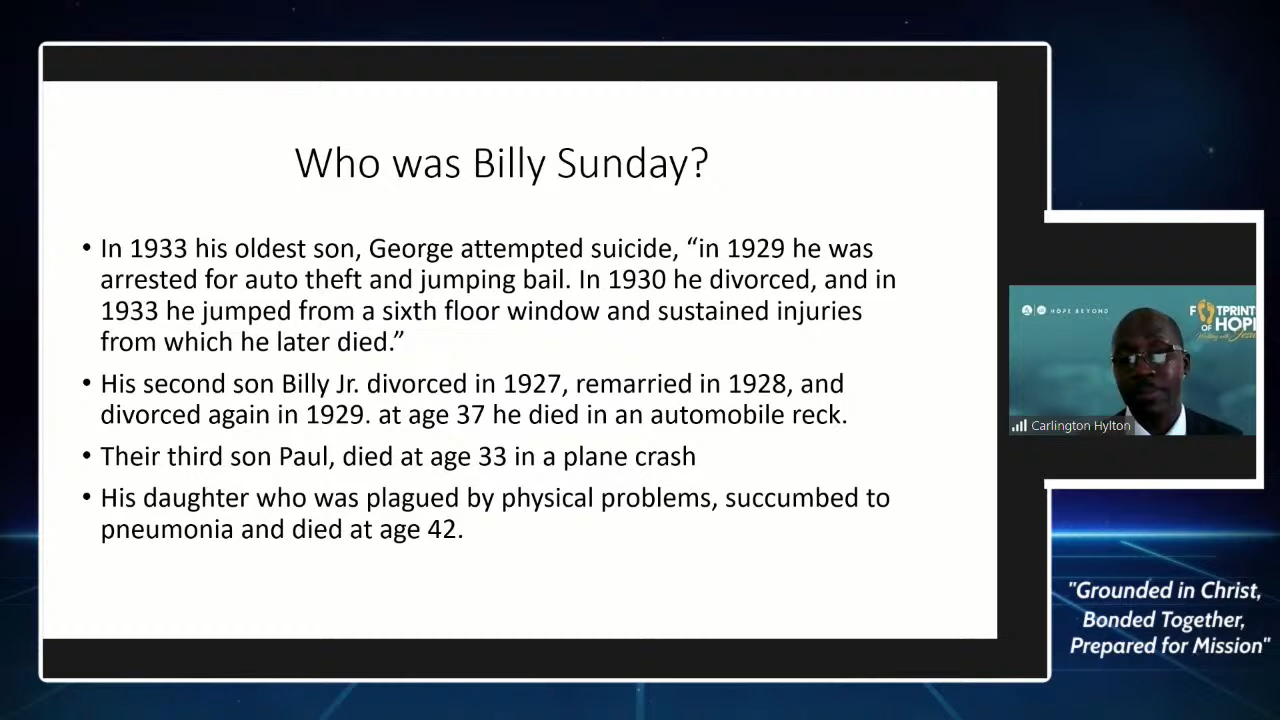 Who was Billy Sunday?
• In 1933 his oldest son, George attempted suicide, “in 1929 he was
arrested for auto theft and jumping bail. In 1930 he divorced, and in
1933 he jumped from a sixth floor window and sustained injuries
from which he later died.”
• His second son Billy Jr. divorced in 1927, remarried in 1928, and
divorced again in 1929. at age 37 he died in an automobile reck.
• Their third son Paul, died at age 33 in a plane crash
• His daughter who was plagued by physical problems, succumbed to
pneumonia and died at age 42.
HOPE BEYOND
F TPRINT
OF HOPE
Carlington Hylton
"Grounded in Christ,
Bonded Together,
Prepared for Mission"